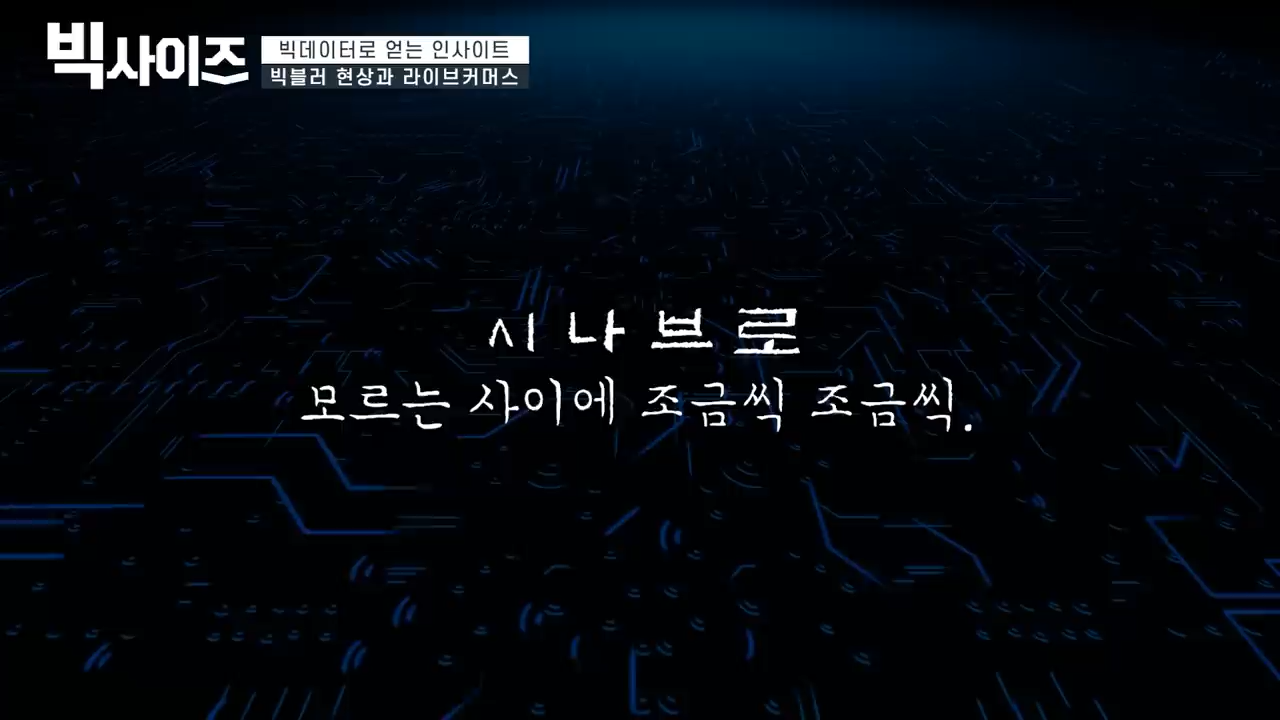 빅사이즈
빅데이터로 얻는 인사이트
빅블러 현상과 라이브커머스
시나브로
모르는 사이에 조금씩 조금씩.